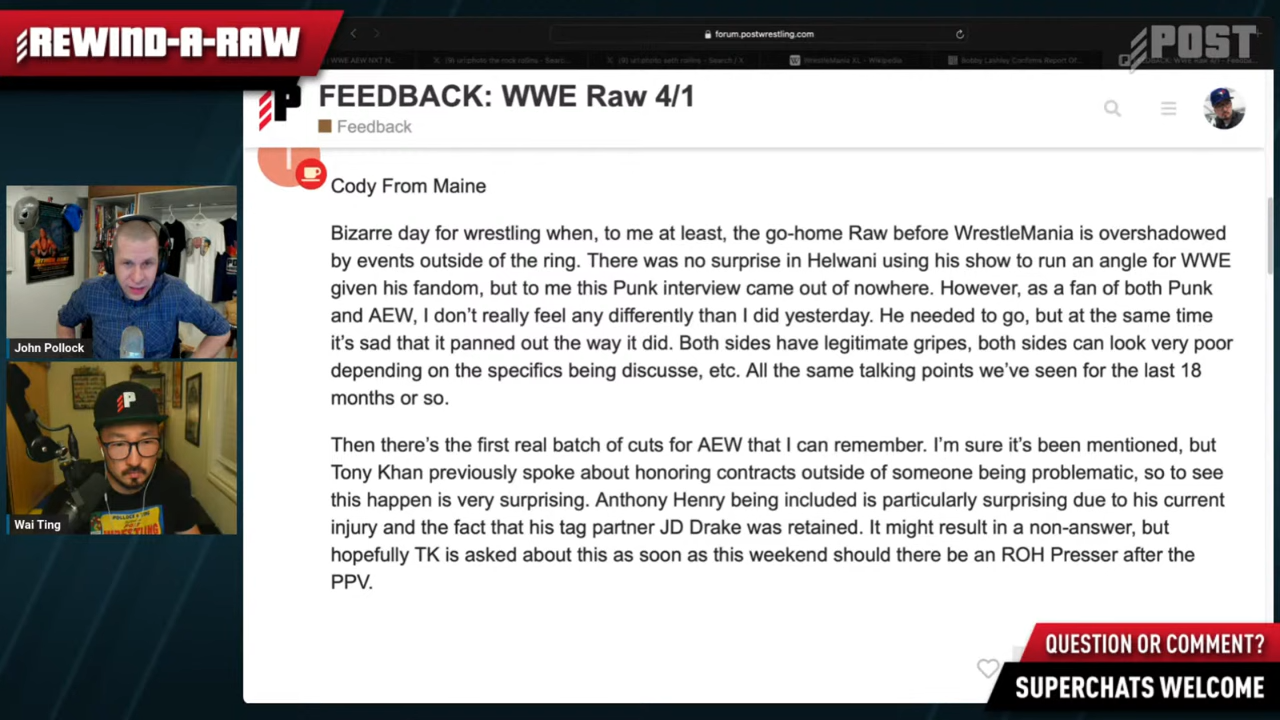 REWIND-A-RAW
forum.postwrestling.com
POST
WrestleMania XL - Wikipedia
Bobby Lashley Confirms Report Of...
FEEDBACK: WWE Raw 4/1
Feedback
Cody From Maine
Bizarre day for wrestling when, to me at least, the go-home Raw before WrestleMania is overshadowed
by events outside of the ring. There was no surprise in Helwani using his show to run an angle for WWE
given his fandom, but to me this Punk interview came out of nowhere. However, as a fan of both Punk
and AEW, I don't really feel any differently than I did yesterday. He needed to go, but at the same time
it's sad that it panned out the way it did. Both sides have legitimate gripes, both sides can look very poor
depending on the specifics being discusse, etc. All the same talking points we've seen for the last 18
months or so.
Then there's the first real batch of cuts for AEW that I can remember. I'm sure it's been mentioned, but
Tony Khan previously spoke about honoring contracts outside of someone being problematic, so to see
this happen is very surprising. Anthony Henry being included is particularly surprising due to his current
injury and the fact that his tag partner JD Drake was retained. It might result in a non-answer, but
hopefully TK is asked about this as soon as this weekend should there be an ROH Presser after the
PPV.
John Pollock
Wai Ting
QUESTION OR COMMENT?
SUPERCHATS WELCOME